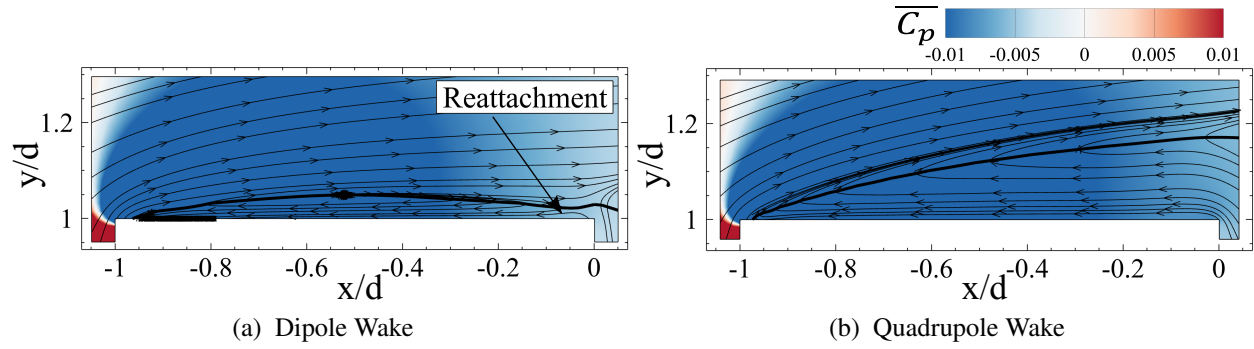 C̅p̅
-0.01 -0.005 0 0.005 0.01
Reattachment
1.2
1
y/d
-1 -0.8 -0.6 -0.4 -0.2 0
x/d
(a) Dipole Wake
1.2
1
y/d
-1 -0.8 -0.6 -0.4 -0.2 0
x/d
(b) Quadrupole Wake